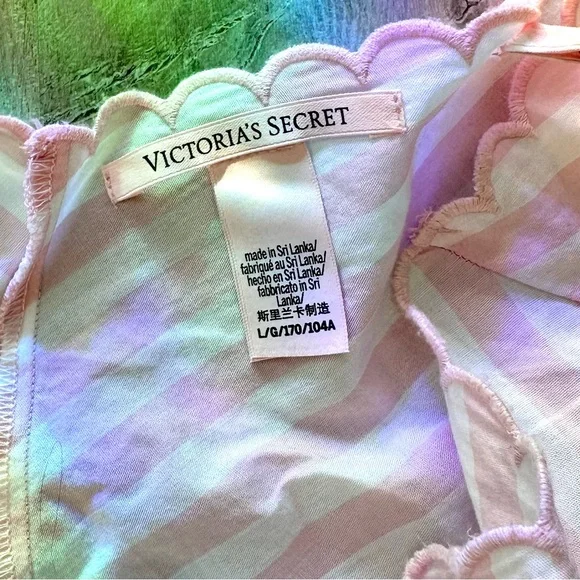 VICTORIA'S SECRET
made in Sri Lanka/
fabriqué au Sri Lanka/
hecho en Sri Lanka/
fabbricato in Sri
Lanka/
斯里兰卡制造
L/G/170/104A